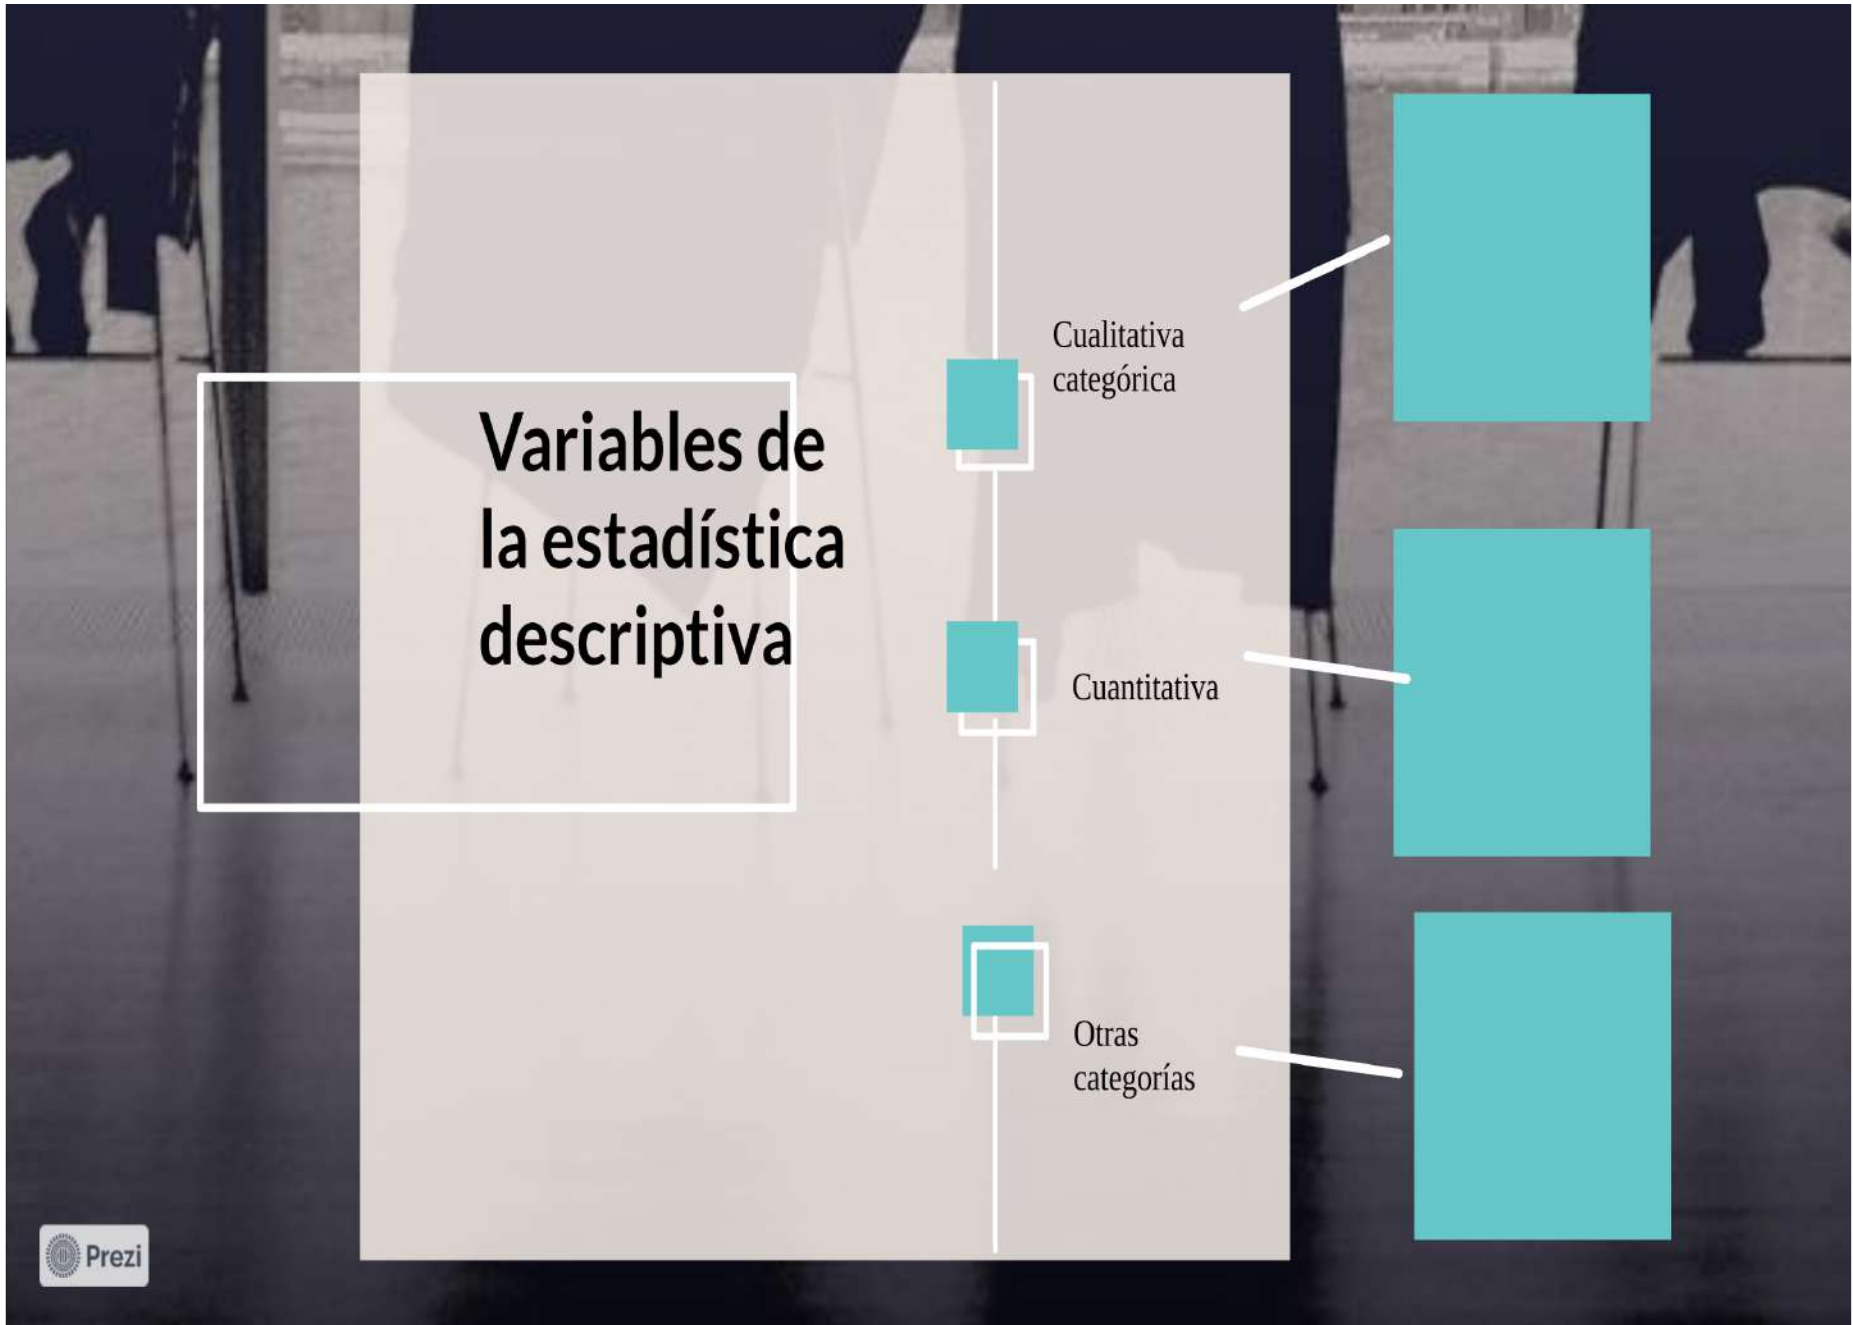 Variables de
la estadística
descriptiva
Cualitativa
categórica
Cuantitativa
Otras
categorías
Prezi